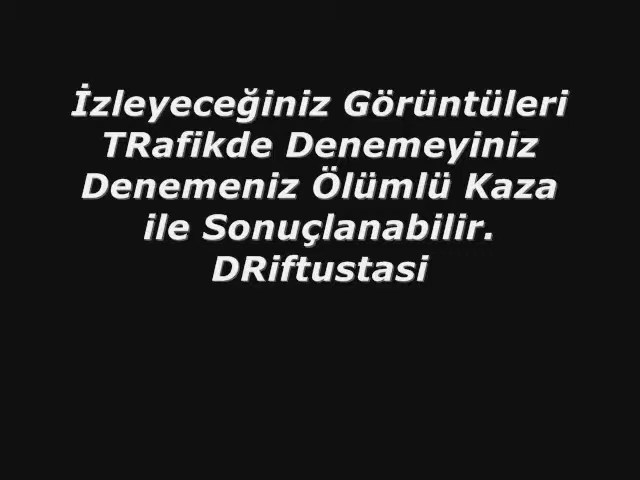 İzleyeceğiniz Görüntüleri
TRafikde Denemeyiniz
Denemeniz Ölümlü Kaza
ile Sonuçlanabilir.
DRiftustasi